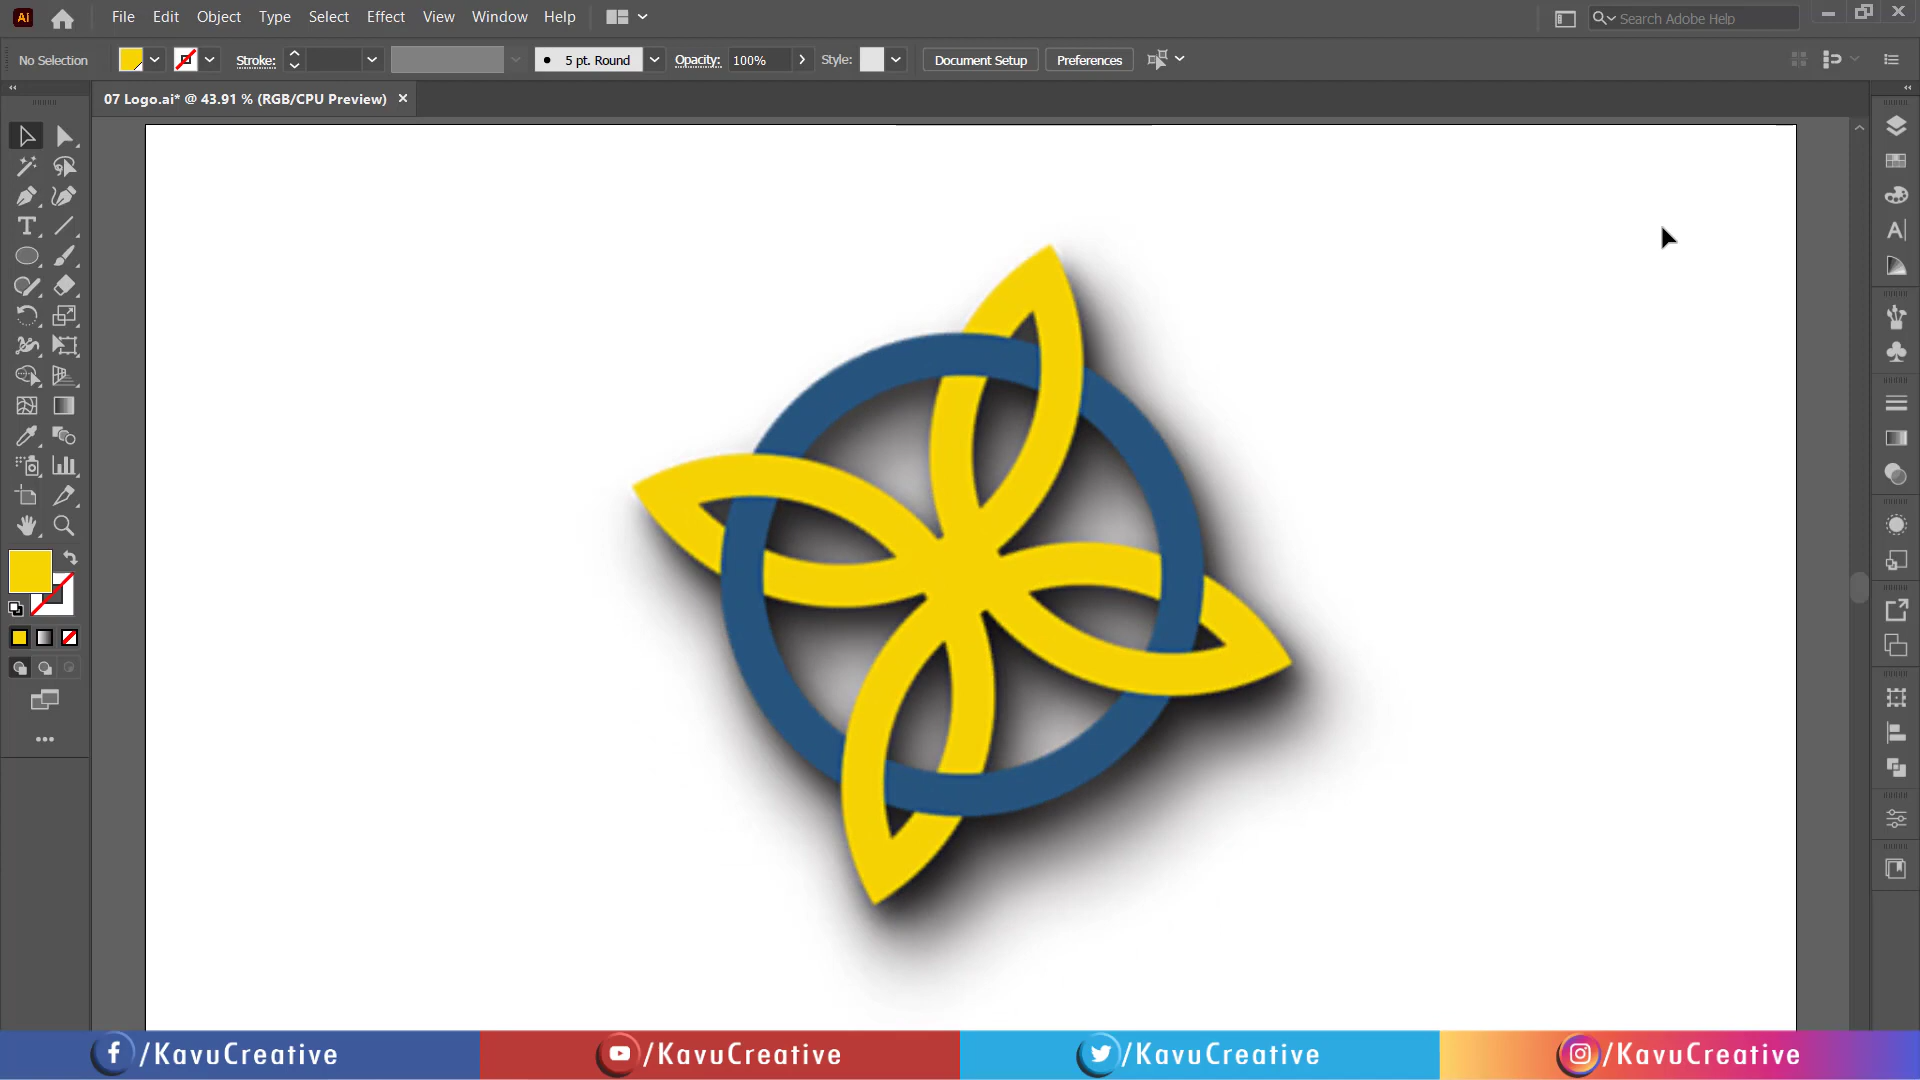 Ai File Edit Object Type Select Effect View Window Help Search Adobe Help
No Selection Stroke: 5 pt. Round Opacity: 100% Style: Document Setup Preferences
07 Logo.ai* @ 43.91 % (RGB/CPU Preview)
/KavuCreative /KavuCreative /KavuCreative /KavuCreative